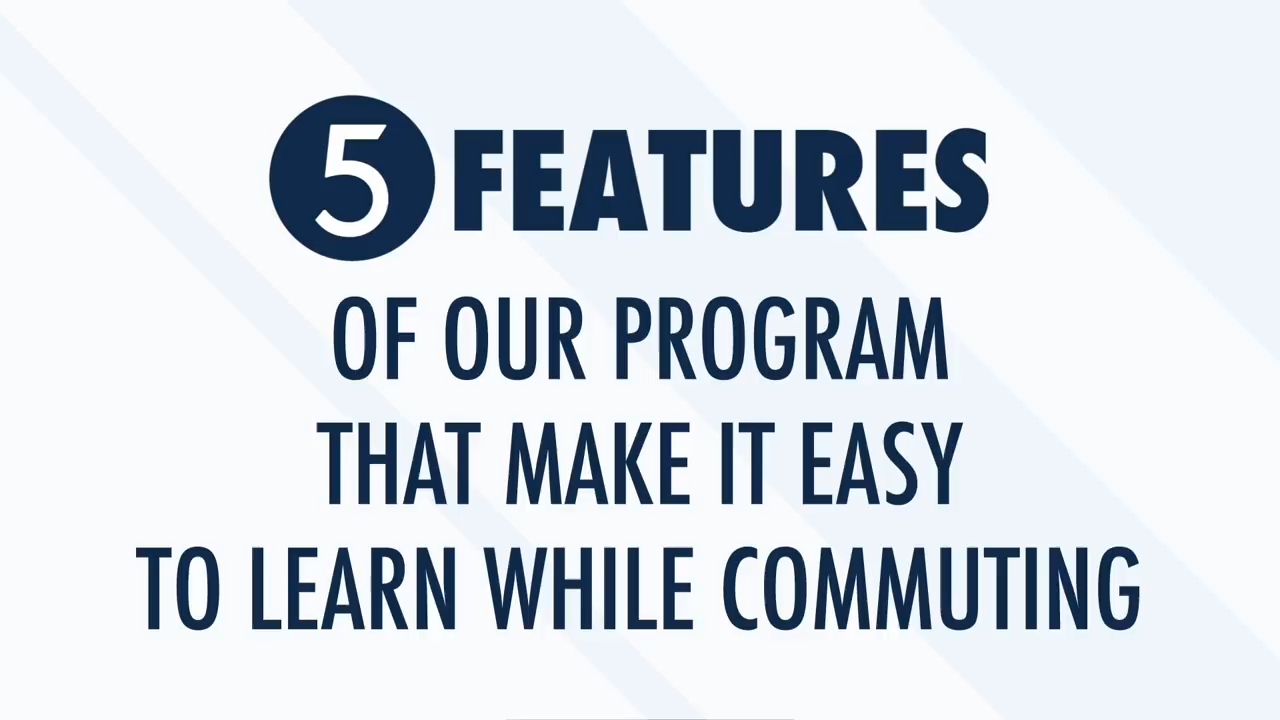 5 FEATURES
OF OUR PROGRAM
THAT MAKE IT EASY
TO LEARN WHILE COMMUTING